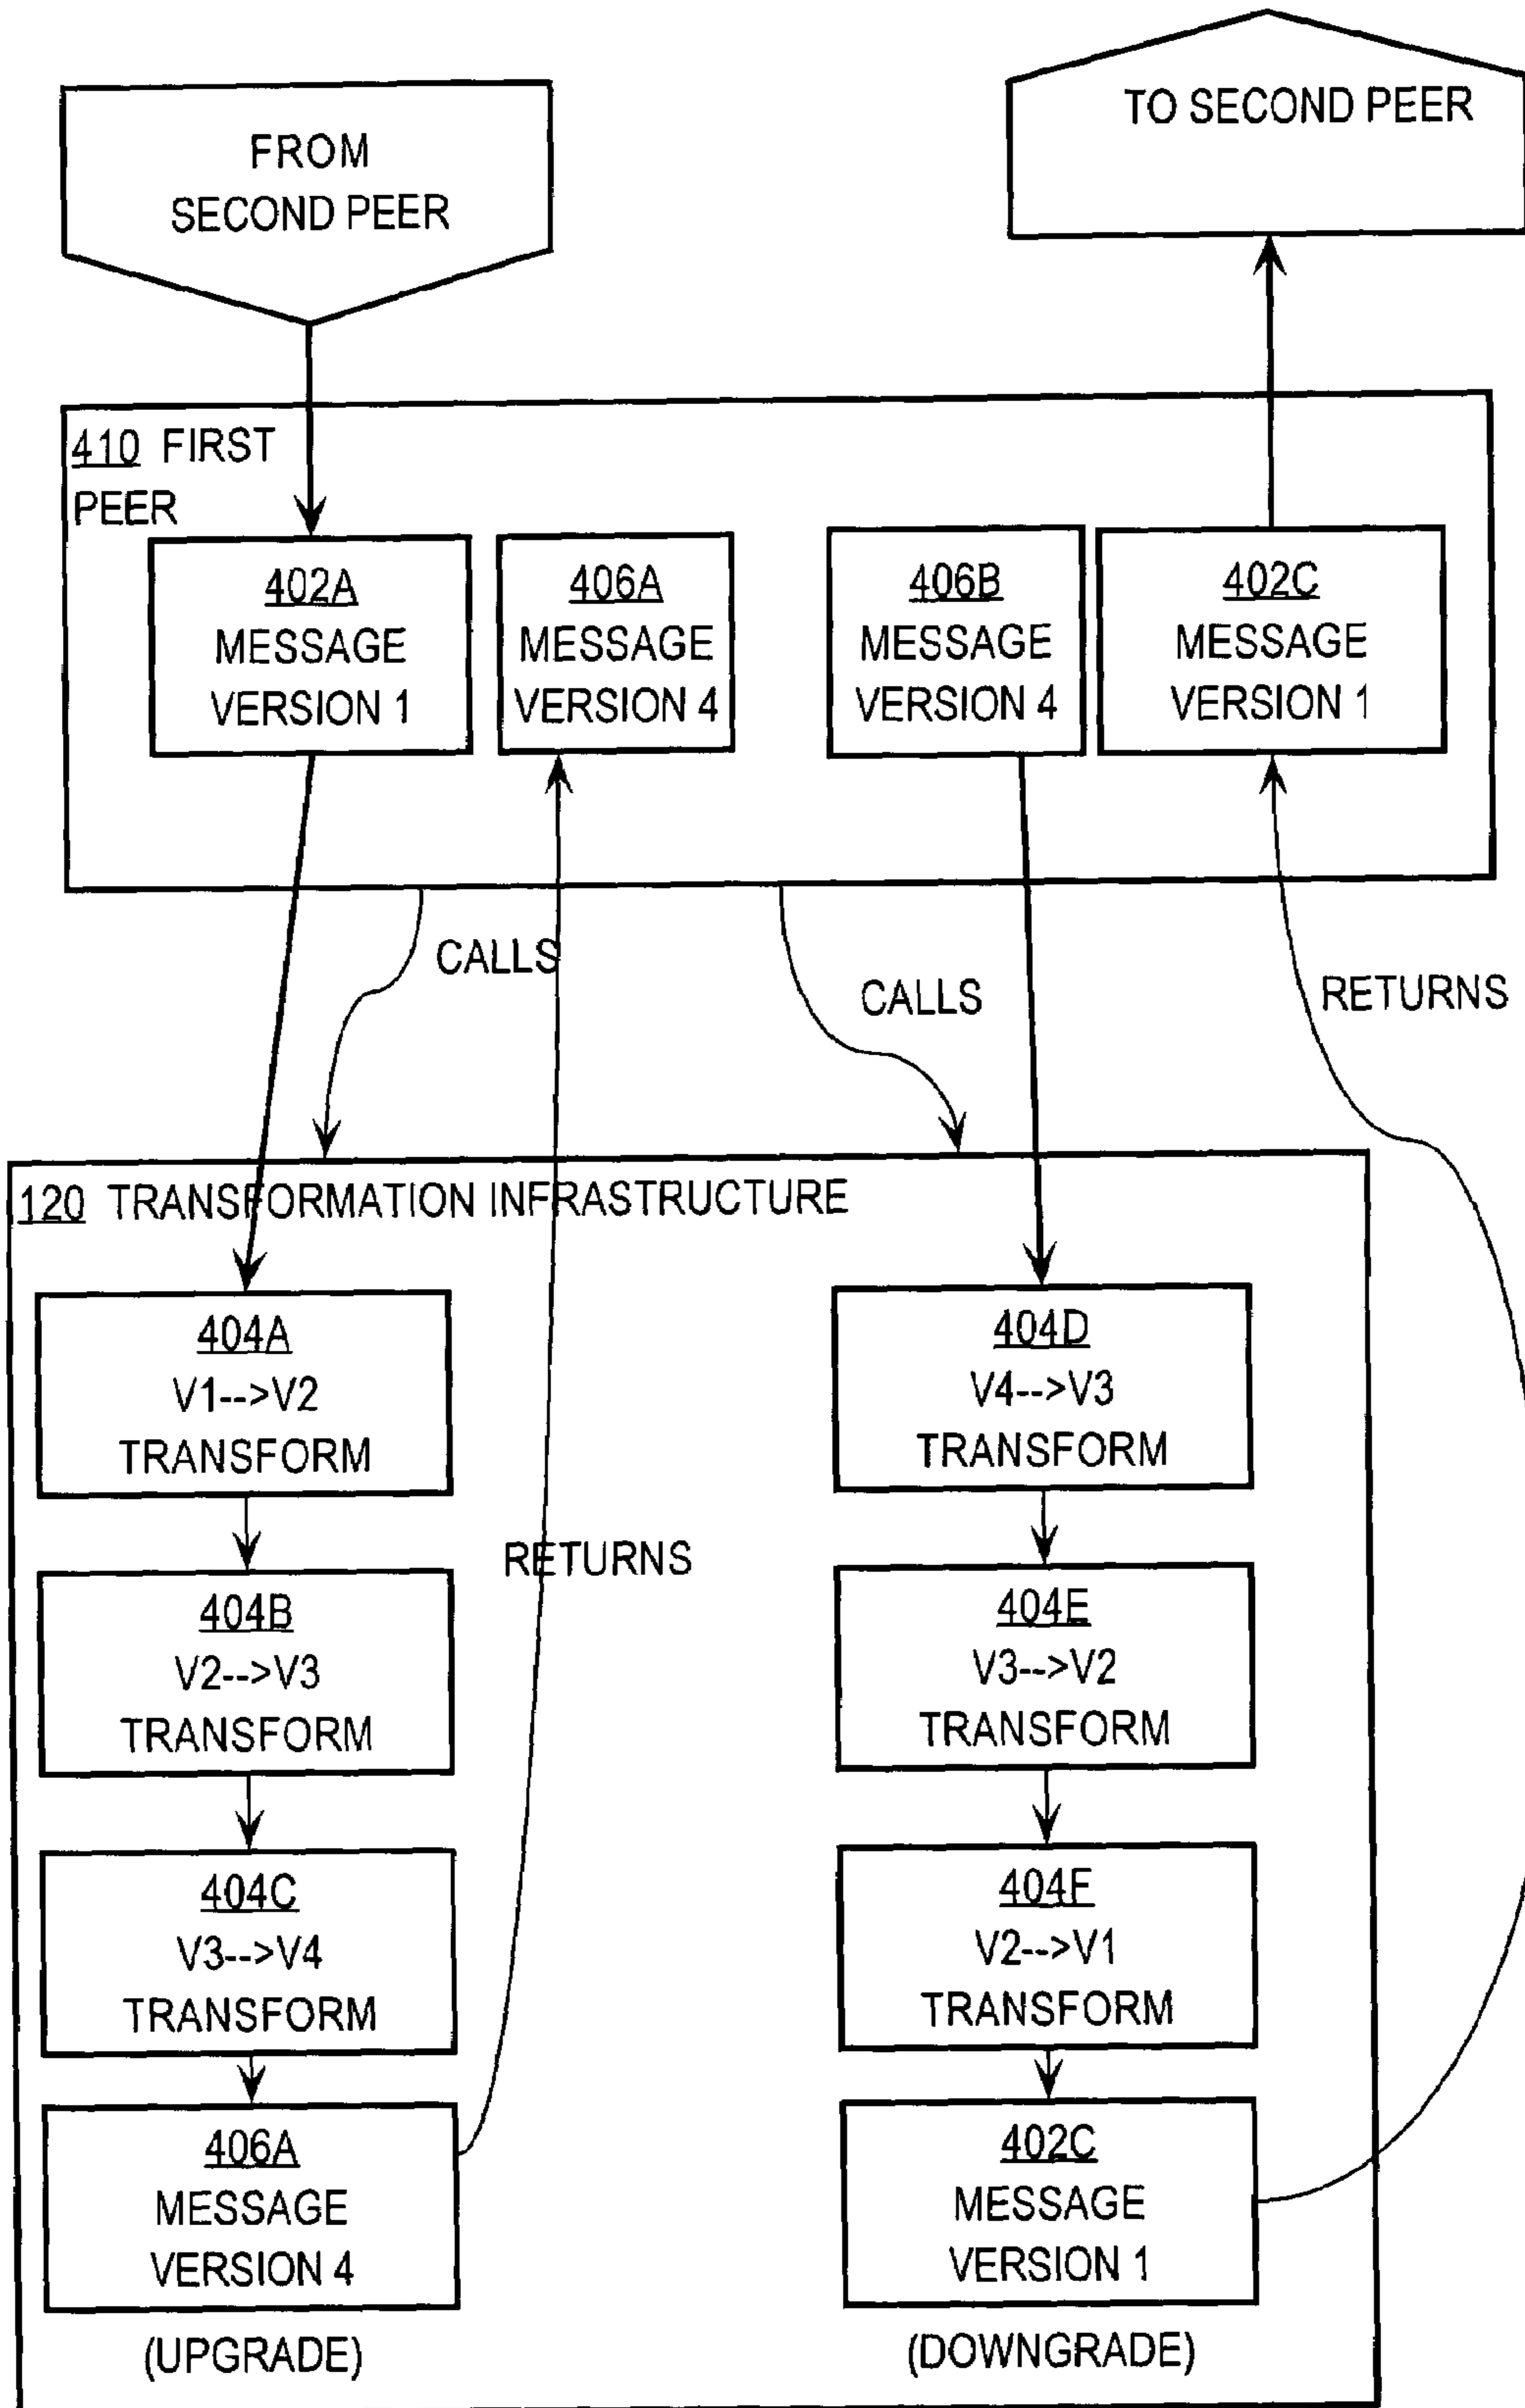 FROM
SECOND PEER
TO SECOND PEER
410 FIRST
PEER
402A
MESSAGE
VERSION 1
406A
MESSAGE
VERSION 4
406B
MESSAGE
VERSION 4
402C
MESSAGE
VERSION 1
CALLS
CALLS
RETURNS
120 TRANSFORMATION INFRASTRUCTURE
404A
V1-->V2
TRANSFORM
404D
V4-->V3
TRANSFORM
RETURNS
404B
V2-->V3
TRANSFORM
404E
V3-->V2
TRANSFORM
404C
V3-->V4
TRANSFORM
404F
V2-->V1
TRANSFORM
406A
MESSAGE
VERSION 4
402C
MESSAGE
VERSION 1
(UPGRADE)
(DOWNGRADE)